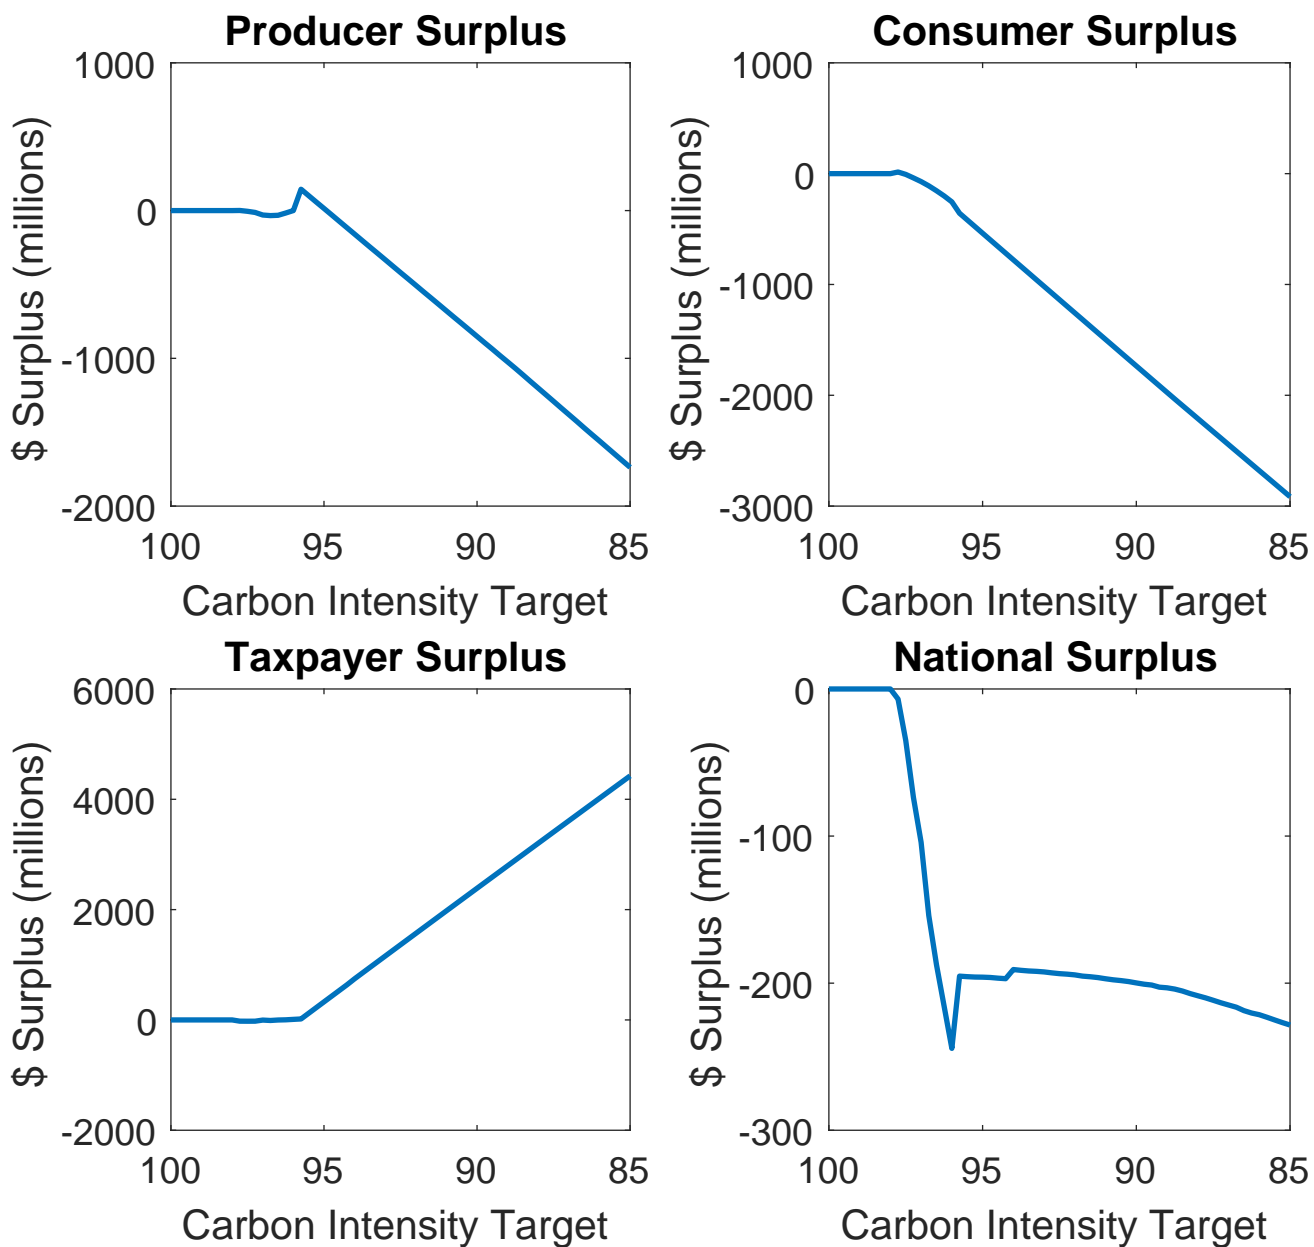 Producer Surplus
1000
0
-1000
-2000
$ Surplus (millions)
100 95 90 85
Carbon Intensity Target
Consumer Surplus
1000
0
-1000
-2000
-3000
$ Surplus (millions)
100 95 90 85
Carbon Intensity Target
Taxpayer Surplus
6000
4000
2000
0
-2000
$ Surplus (millions)
100 95 90 85
Carbon Intensity Target
National Surplus
0
-100
-200
-300
$ Surplus (millions)
100 95 90 85
Carbon Intensity Target